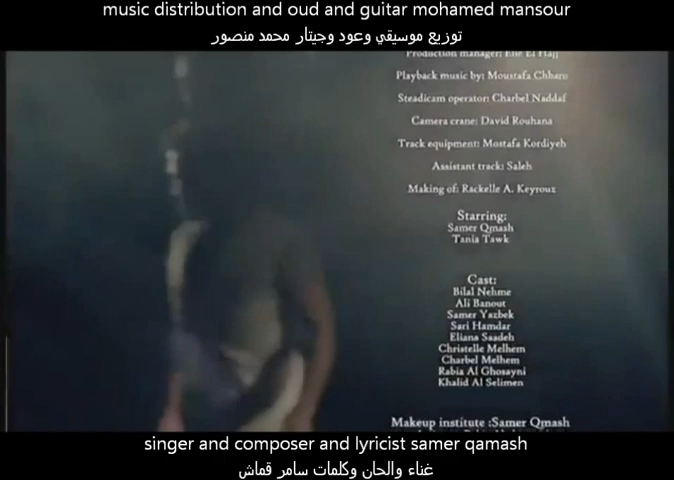 music distribution and oud and guitar mohamed mansour
توزيع موسيقي وعود وجيتار محمد منصور
Production manager: Elie El Hajj
Playback music by: Moustafa Chharo
Steadicam operator: Charbel Naddaf
Camera crane: David Rouhana
Track equipment: Mostafa Kordiyeh
Assistant track: Saleh
Making of: Rackelle A. Keyrouz
Starring:
Samer Qmash
Tania Tawk
Cast:
Bilal Nehme
Ali Banout
Samer Yazbek
Sari Hamdar
Eliana Saadeh
Christelle Melhem
Charbel Melhem
Rabia Al Ghosayni
Khalid Al Selimen
Makeup institute :Samer Qmash
singer and composer and lyricist samer qamash
غناء والحان وكلمات سامر قماش